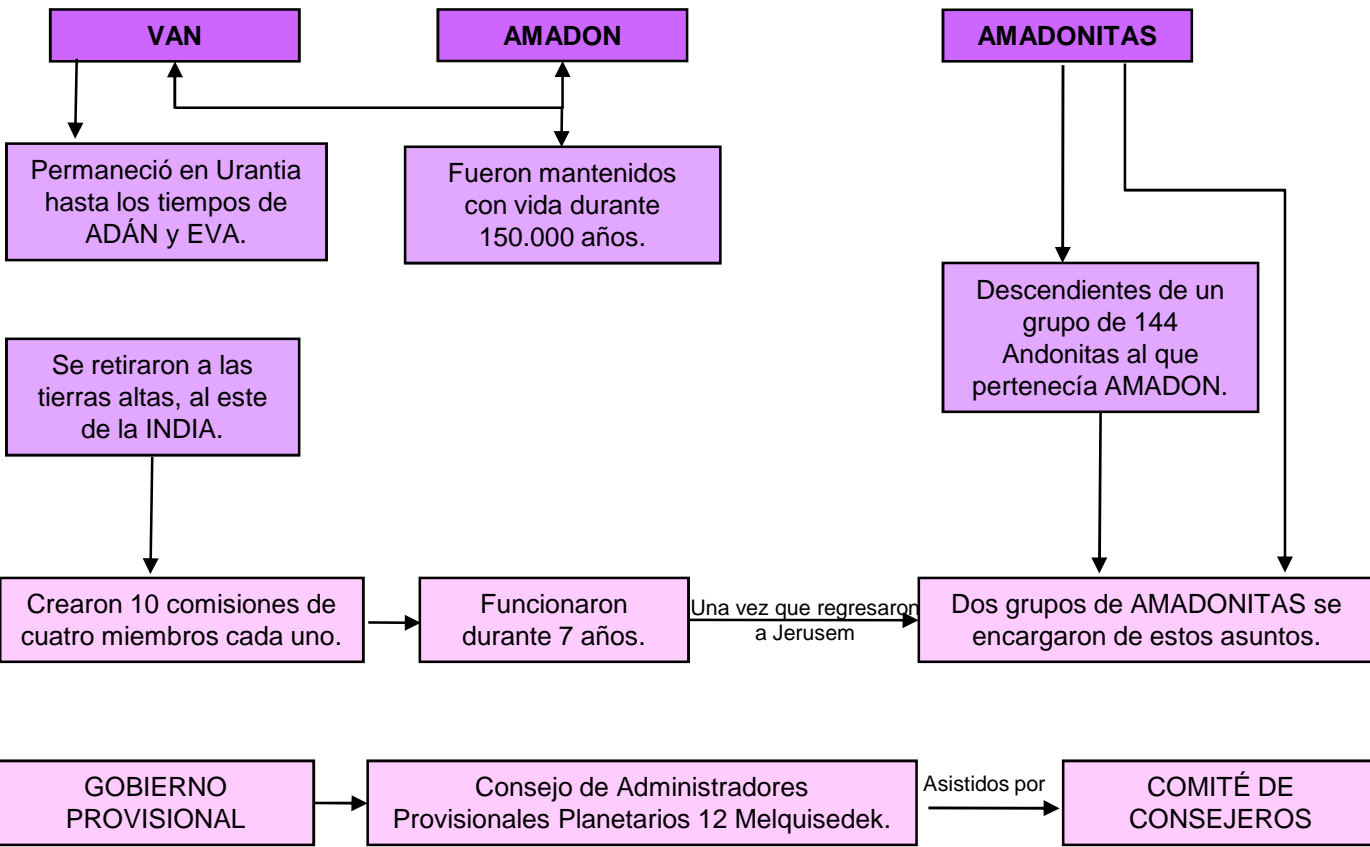 VAN
AMADON
AMADONITAS
Permaneció en Urantia
hasta los tiempos de
ADÁN y EVA.
Fueron mantenidos
con vida durante
150.000 años.
Descendientes de un
grupo de 144
Andonitas al que
pertenecía AMADON.
Se retiraron a las
tierras altas, al este
de la INDIA.
Crearon 10 comisiones de
cuatro miembros cada uno.
Funcionaron
durante 7 años.
Una vez que regresaron
a Jerusem
Dos grupos de AMADONITAS se
encargaron de estos asuntos.
GOBIERNO
PROVISIONAL
Consejo de Administradores
Provisionales Planetarios 12 Melquisedek.
Asistidos por
COMITÉ DE
CONSEJEROS